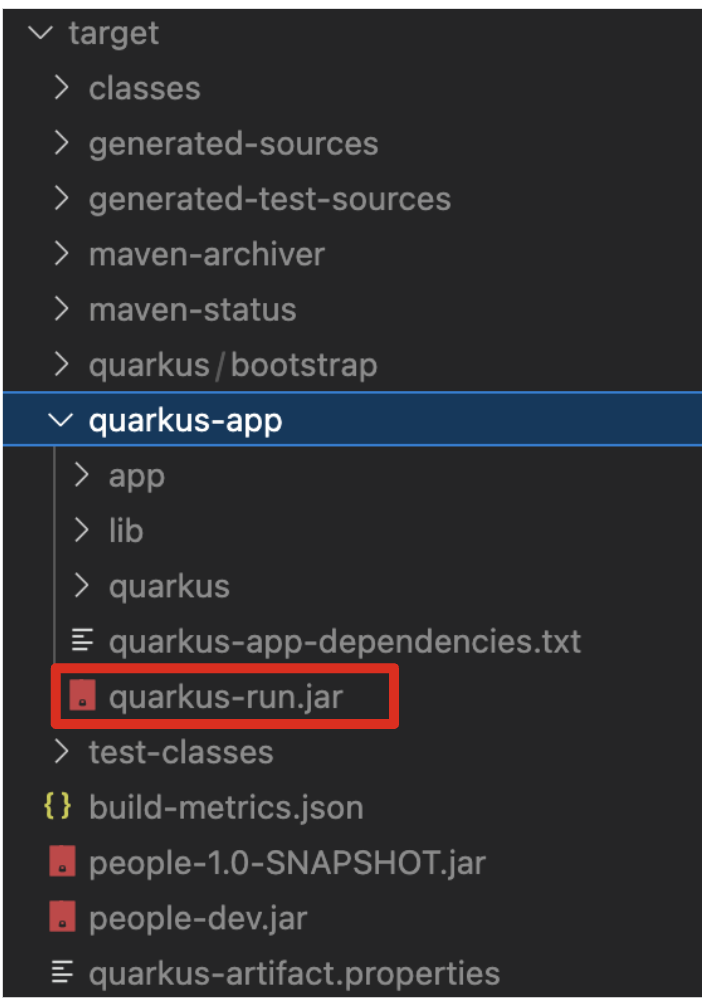 target
classes
generated-sources
generated-test-sources
maven-archiver
maven-status
quarkus/bootstrap
quarkus-app
app
lib
quarkus
quarkus-app-dependencies.txt
quarkus-run.jar
test-classes
{} build-metrics.json
people-1.0-SNAPSHOT.jar
people-dev.jar
quarkus-artifact.properties